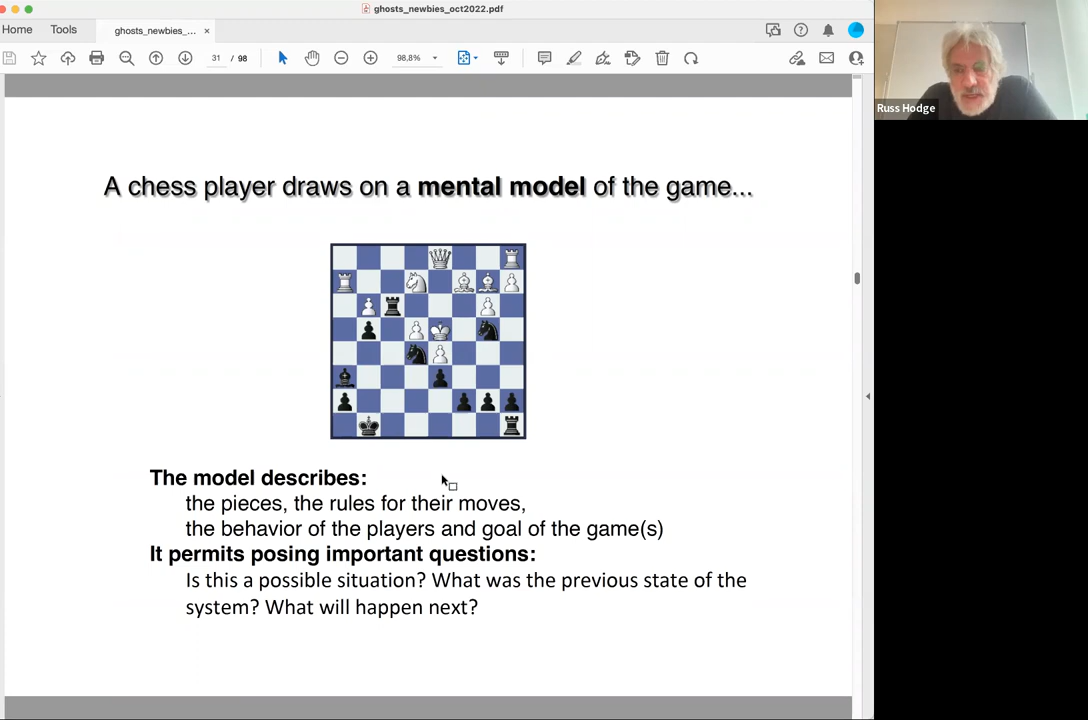 ghosts_newbies_oct2022.pdf
Home
Tools
ghosts_newbies_...
31 / 98
98,8%
Russ Hodge
A chess player draws on a mental model of the game...
The model describes:
the pieces, the rules for their moves,
the behavior of the players and goal of the game(s)
It permits posing important questions:
Is this a possible situation? What was the previous state of the
system? What will happen next?